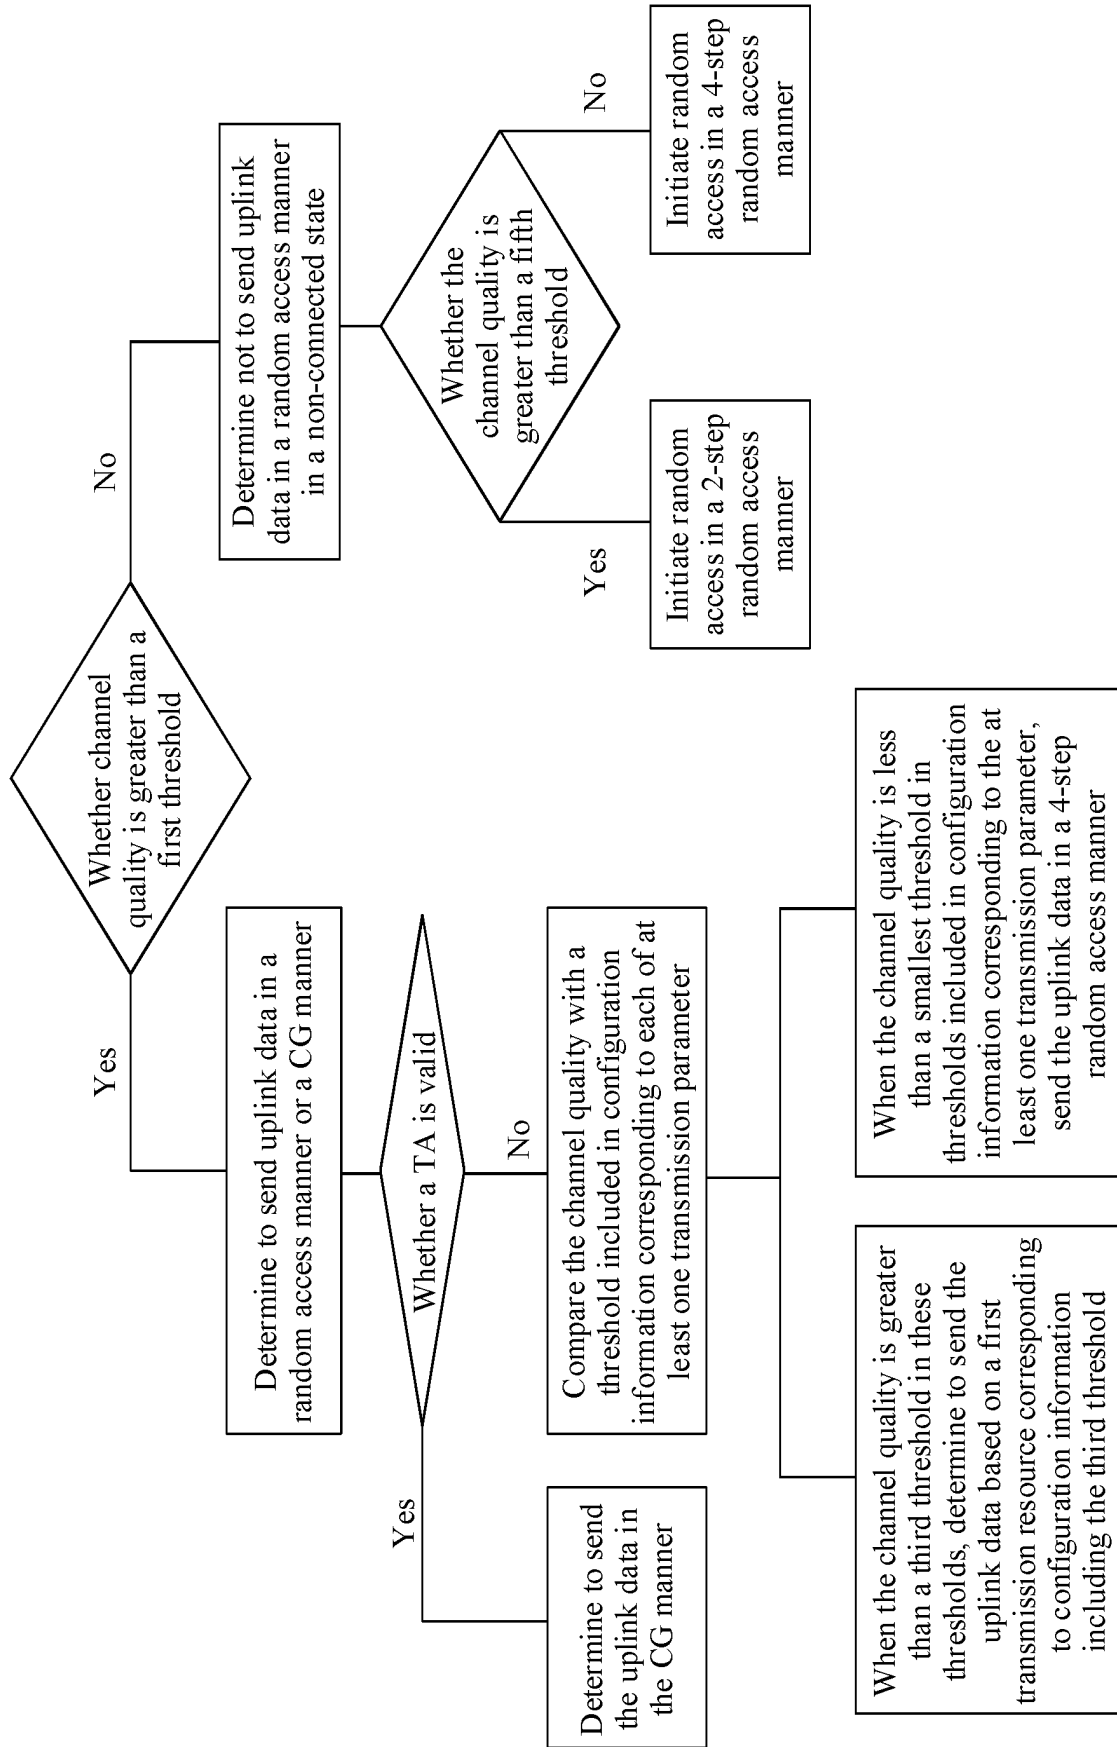 Whether channel
quality is greater than a
first threshold
Yes
No
Determine to send uplink data in a
random access manner or a CG manner
Determine not to send uplink
data in a random access manner
in a non-connected state
Whether a TA is valid
Yes
No
Whether the
channel quality is
greater than a fifth
threshold
Yes
No
Determine to send
the uplink data in
the CG manner
Compare the channel quality with a
threshold included in configuration
information corresponding to each of at
least one transmission parameter
Initiate random
access in a 2-step
random access
manner
Initiate random
access in a 4-step
random access
manner
When the channel quality is greater
than a third threshold in these
thresholds, determine to send the
uplink data based on a first
transmission resource corresponding
to configuration information
including the third threshold
When the channel quality is less
than a smallest threshold in
thresholds included in configuration
information corresponding to the at
least one transmission parameter,
send the uplink data in a 4-step
random access manner